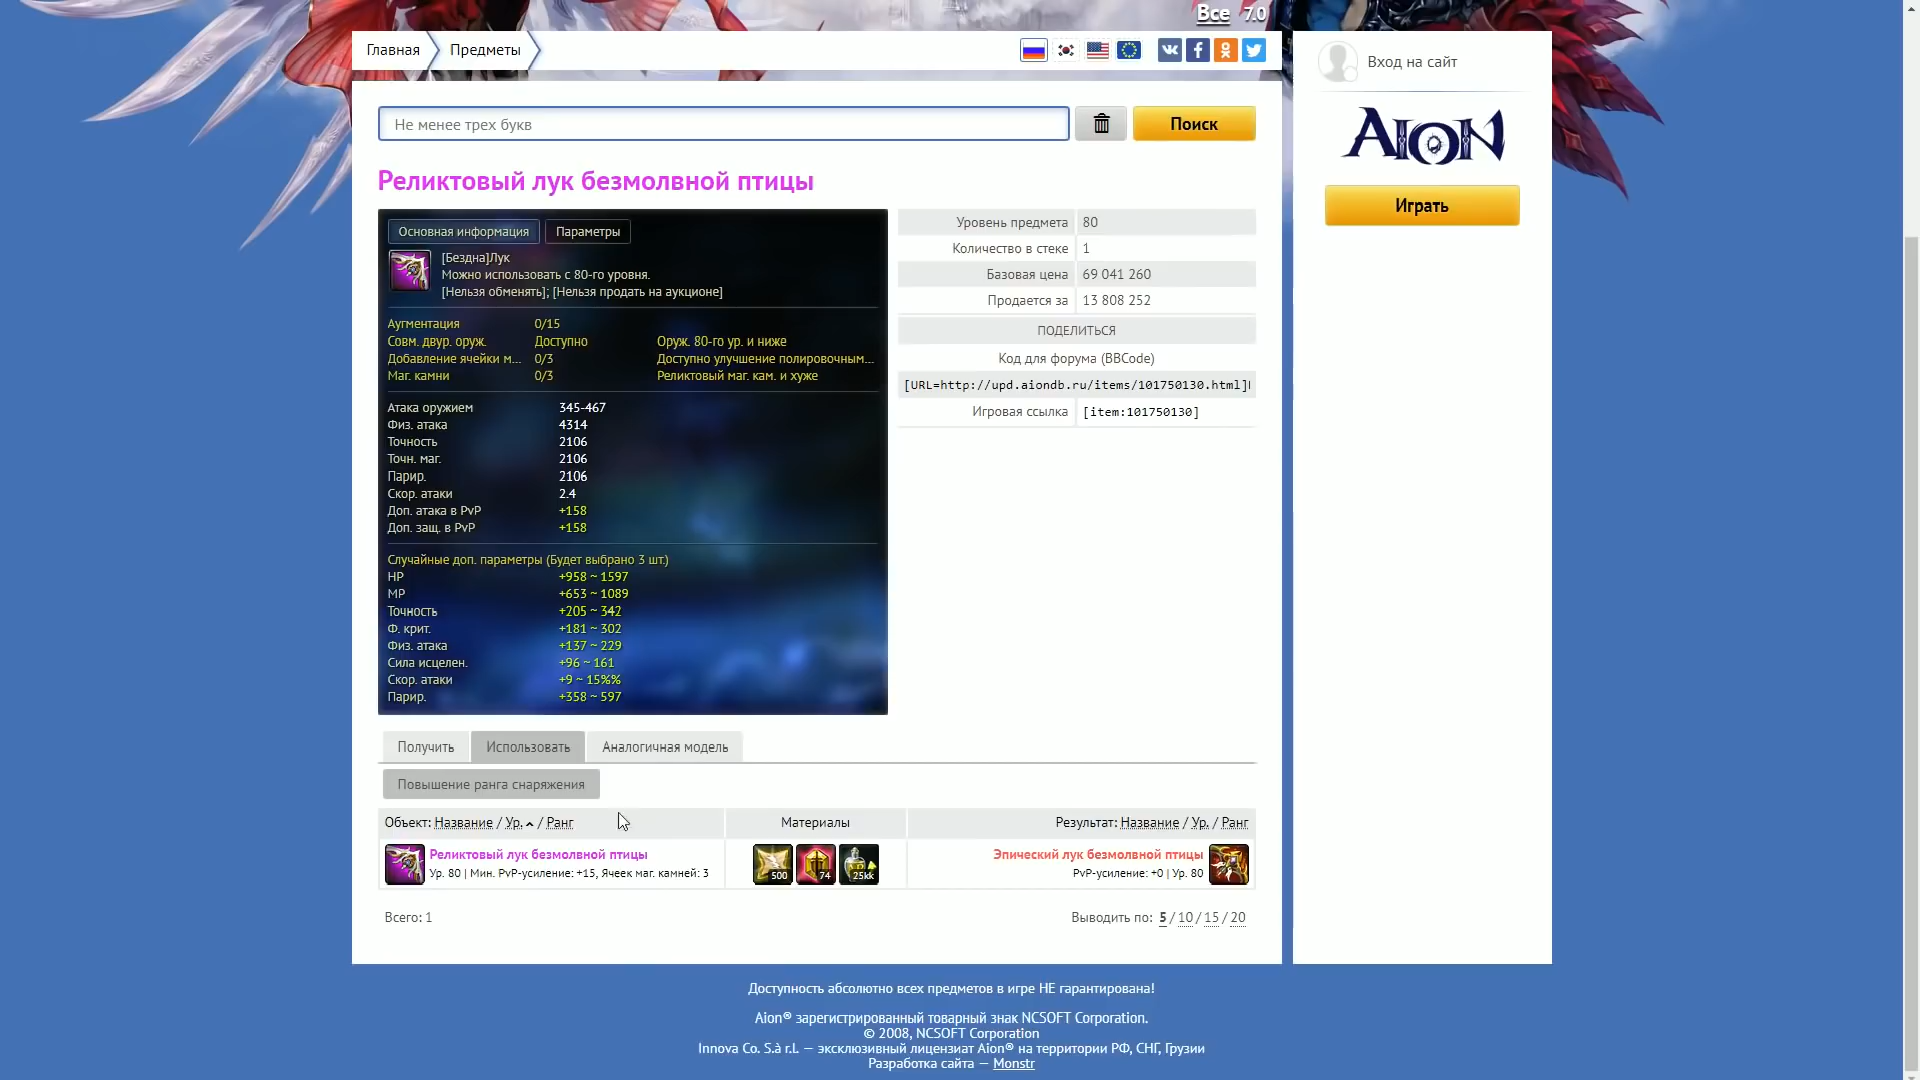 Все 7.0
Главная Предметы
Вход на сайт
Не менее трех букв Поиск
AION
Играть
Реликтовый лук безмолвной птицы
Основная информация Параметры
[Бездна]Лук
Можно использовать с 80-го уровня.
[Нельзя обменять]; [Нельзя продать на аукционе]
Аугментация 0/15
Совм. двур. оруж. Доступно Оруж. 80-го ур. и ниже
Добавление ячейки м... 0/3 Доступно улучшение полировочным...
Маг. камни 0/3 Реликтовый маг. кам. и хуже
Атака оружием 345-467
Физ. атака 4314
Точность 2106
Точн. маг. 2106
Парир. 2106
Скор. атаки 2.4
Доп. атака в PvP +158
Доп. защ. в PvP +158
Случайные доп. параметры (Будет выбрано 3 шт.)
HP +958 ~ 1597
MP +653 ~ 1089
Точность +205 ~ 342
Ф. крит. +181 ~ 302
Физ. атака +137 ~ 229
Сила исцелен. +96 ~ 161
Скор. атаки +9 ~ 15%%
Парир. +358 ~ 597
Уровень предмета 80
Количество в стеке 1
Базовая цена 69 041 260
Продается за 13 808 252
ПОДЕЛИТЬСЯ
Код для форума (BBCode)
[URL=http://upd.aiondb.ru/items/101750130.html]
Игровая ссылка [item:101750130]
Получить Использовать Аналогичная модель
Повышение ранга снаряжения
Объект: Название / Ур. / Ранг Материалы Результат: Название / Ур. / Ранг
Реликтовый лук безмолвной птицы
Ур. 80 | Мин. PvP-усиление: +15, Ячеек маг. камней: 3
500 74 25kk
Эпический лук безмолвной птицы
PvP-усиление: +0 | Ур. 80
Всего: 1 Выводить по: 5 / 10 / 15 / 20
Доступность абсолютно всех предметов в игре НЕ гарантирована!
Aion® зарегистрированный товарный знак NCSOFT Corporation.
© 2008, NCSOFT Corporation
Innova Co. S.à r.l. — эксклюзивный лицензиат Aion® на территории РФ, СНГ, Грузии
Разработка сайта — Monstr